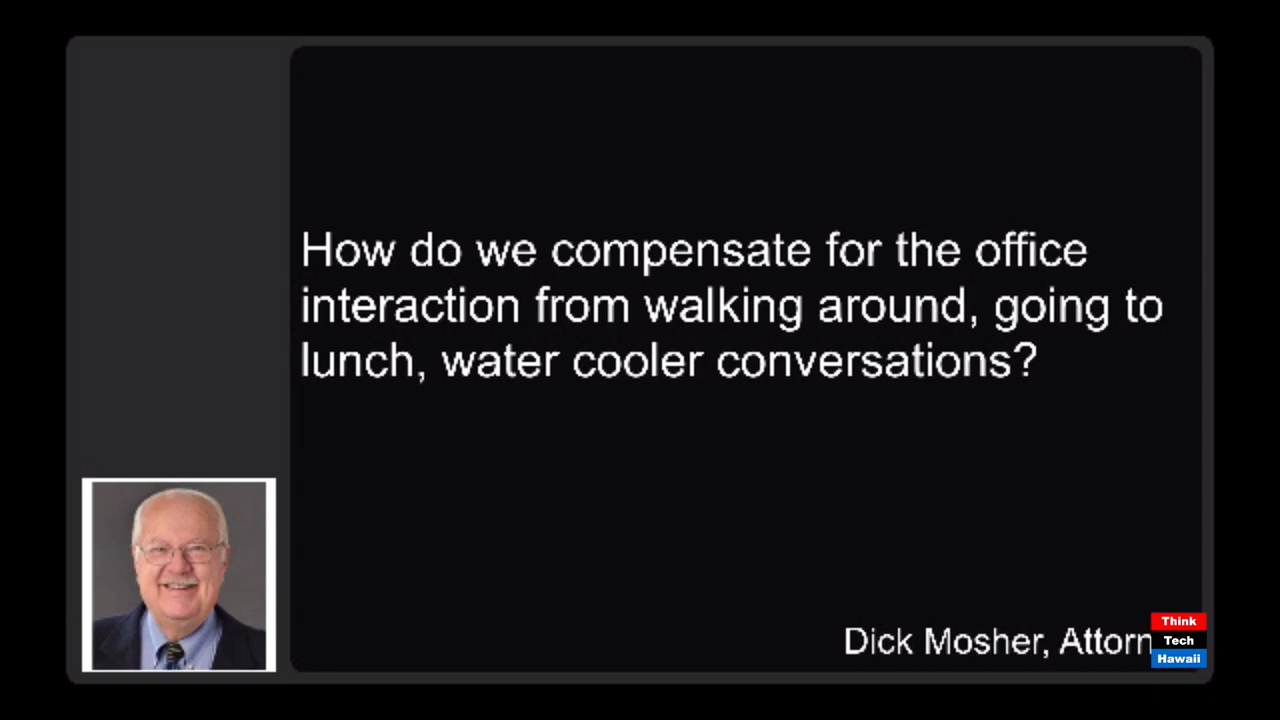 How do we compensate for the office
interaction from walking around, going to
lunch, water cooler conversations?
Dick Mosher, Attorn
Think
Tech
Hawaii